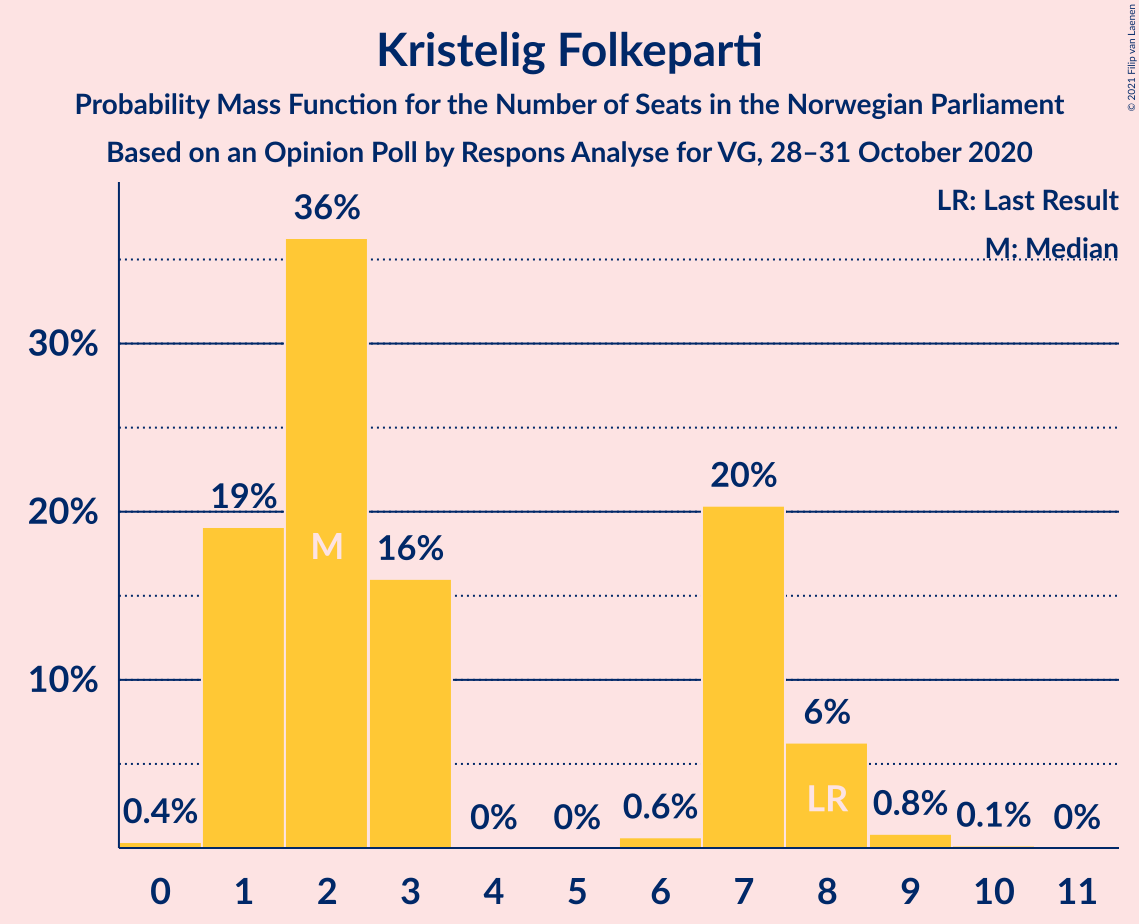 Kristelig Folkeparti
Probability Mass Function for the Number of Seats in the Norwegian Parliament
Based on an Opinion Poll by Respons Analyse for VG, 28–31 October 2020
© 2021 Filip van Laenen
LR: Last Result
M: Median
36%
30%
20%
19%
20%
M
16%
10%
6%
LR
0.4%
0%
0%
0.6%
0.8%
0.1%
0%
0 1 2 3 4 5 6 7 8 9 10 11